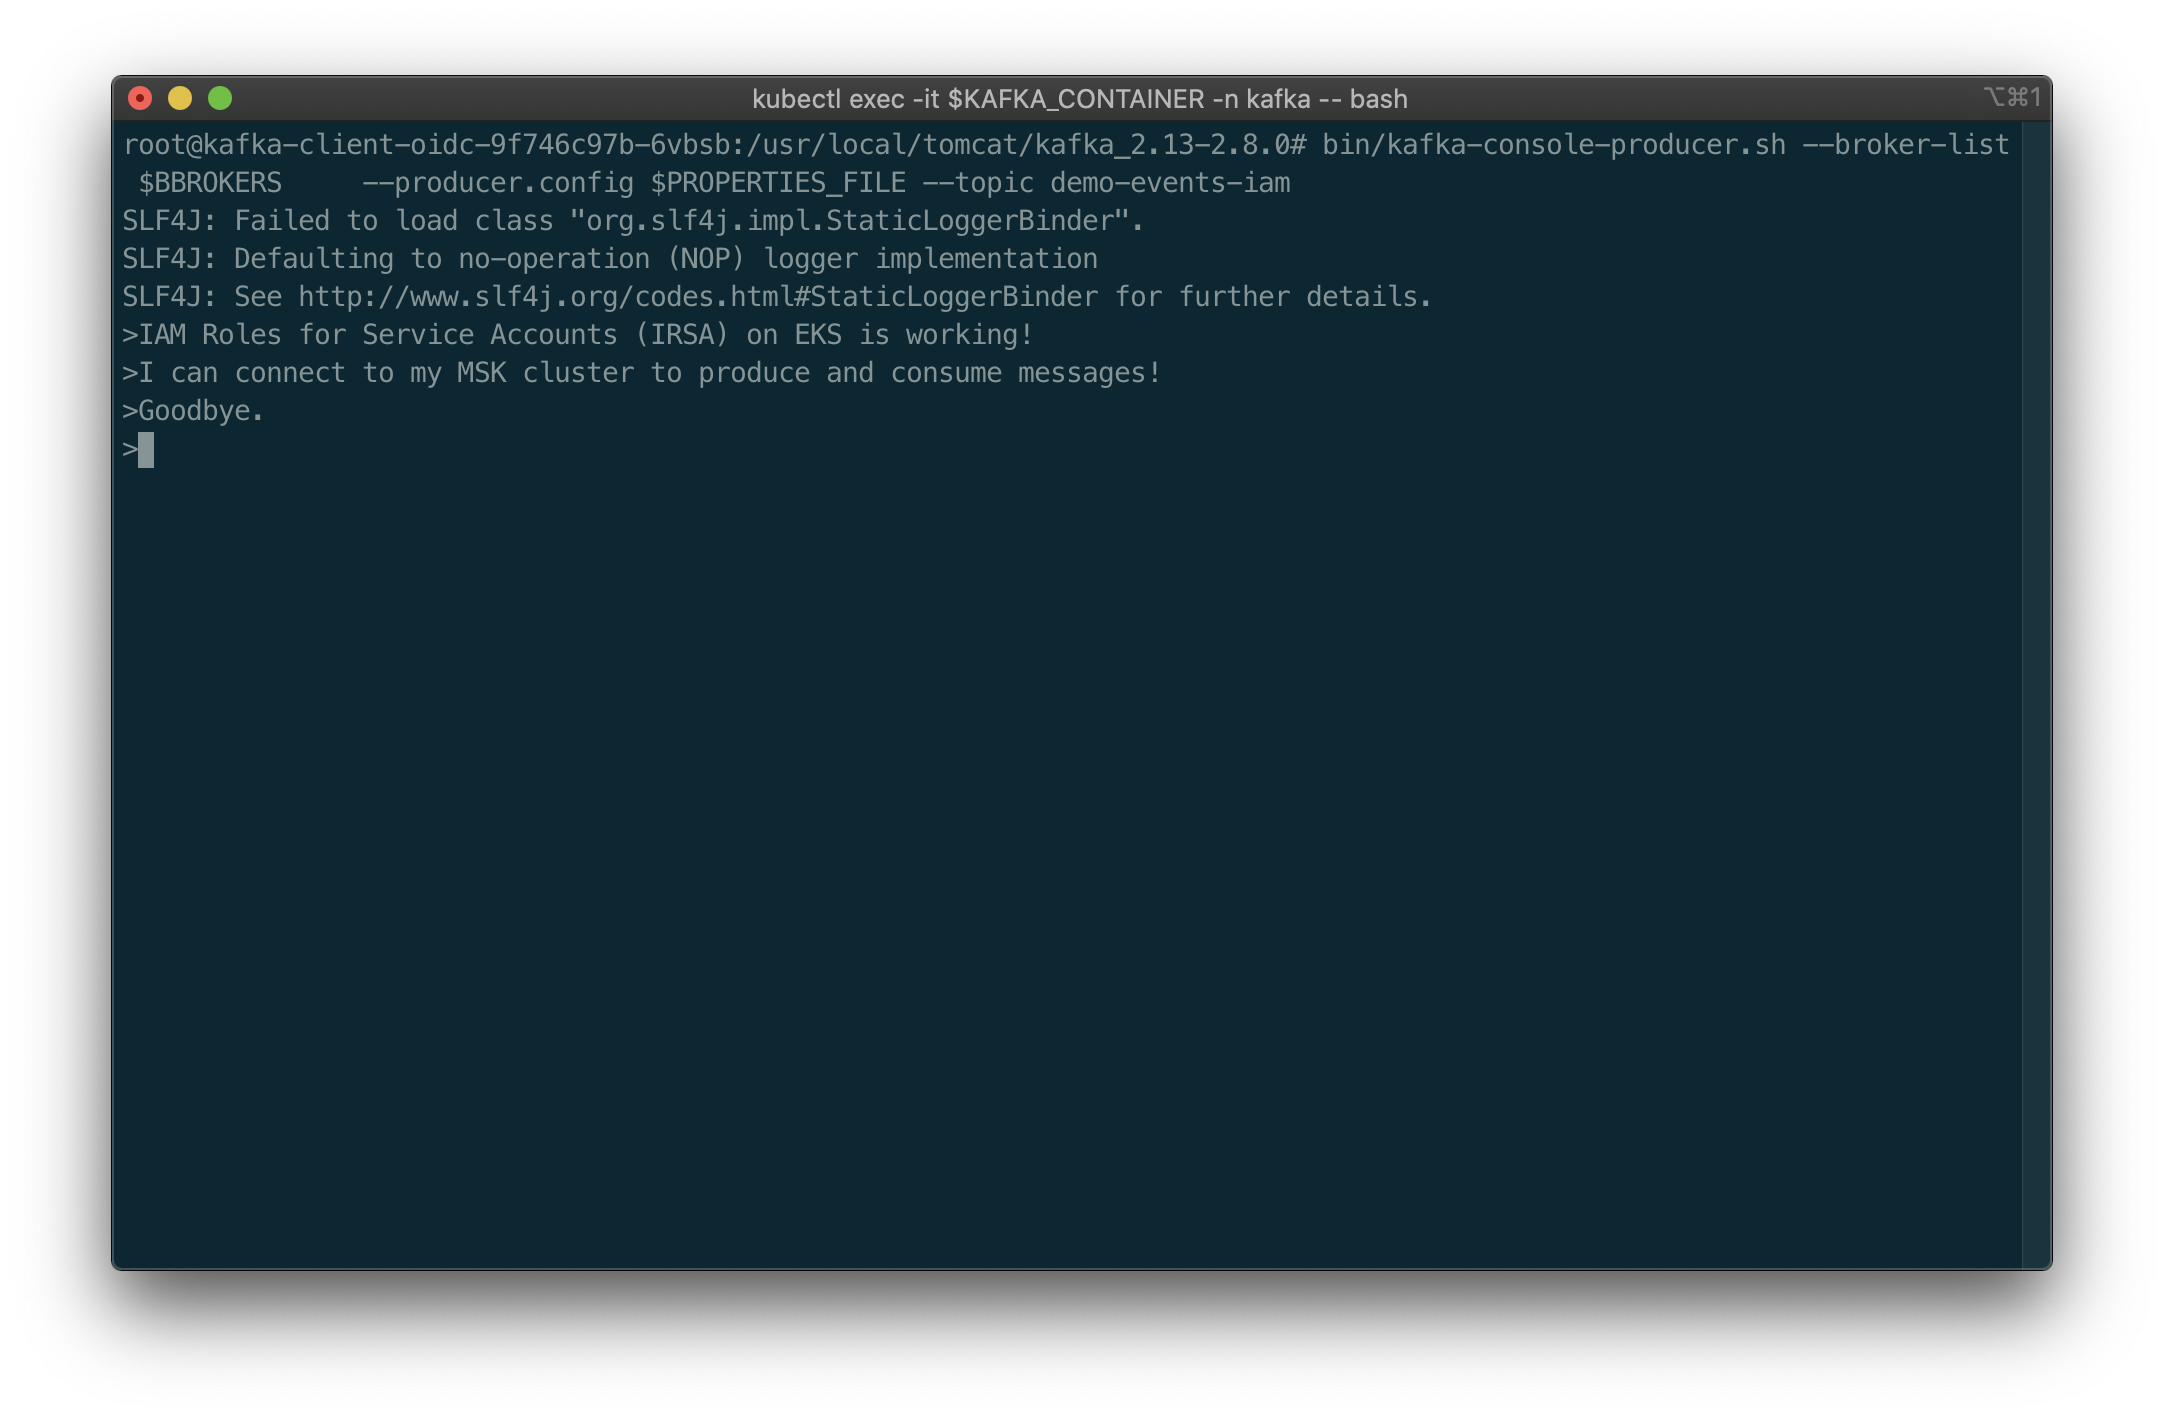 kubectl exec -it $KAFKA_CONTAINER -n kafka -- bash
⌥⌘1
root@kafka-client-oidc-9f746c97b-6vbsb:/usr/local/tomcat/kafka_2.13-2.8.0# bin/kafka-console-producer.sh --broker-list
 $BBROKERS     --producer.config $PROPERTIES_FILE --topic demo-events-iam
SLF4J: Failed to load class "org.slf4j.impl.StaticLoggerBinder".
SLF4J: Defaulting to no-operation (NOP) logger implementation
SLF4J: See http://www.slf4j.org/codes.html#StaticLoggerBinder for further details.
>IAM Roles for Service Accounts (IRSA) on EKS is working!
>I can connect to my MSK cluster to produce and consume messages!
>Goodbye.
>